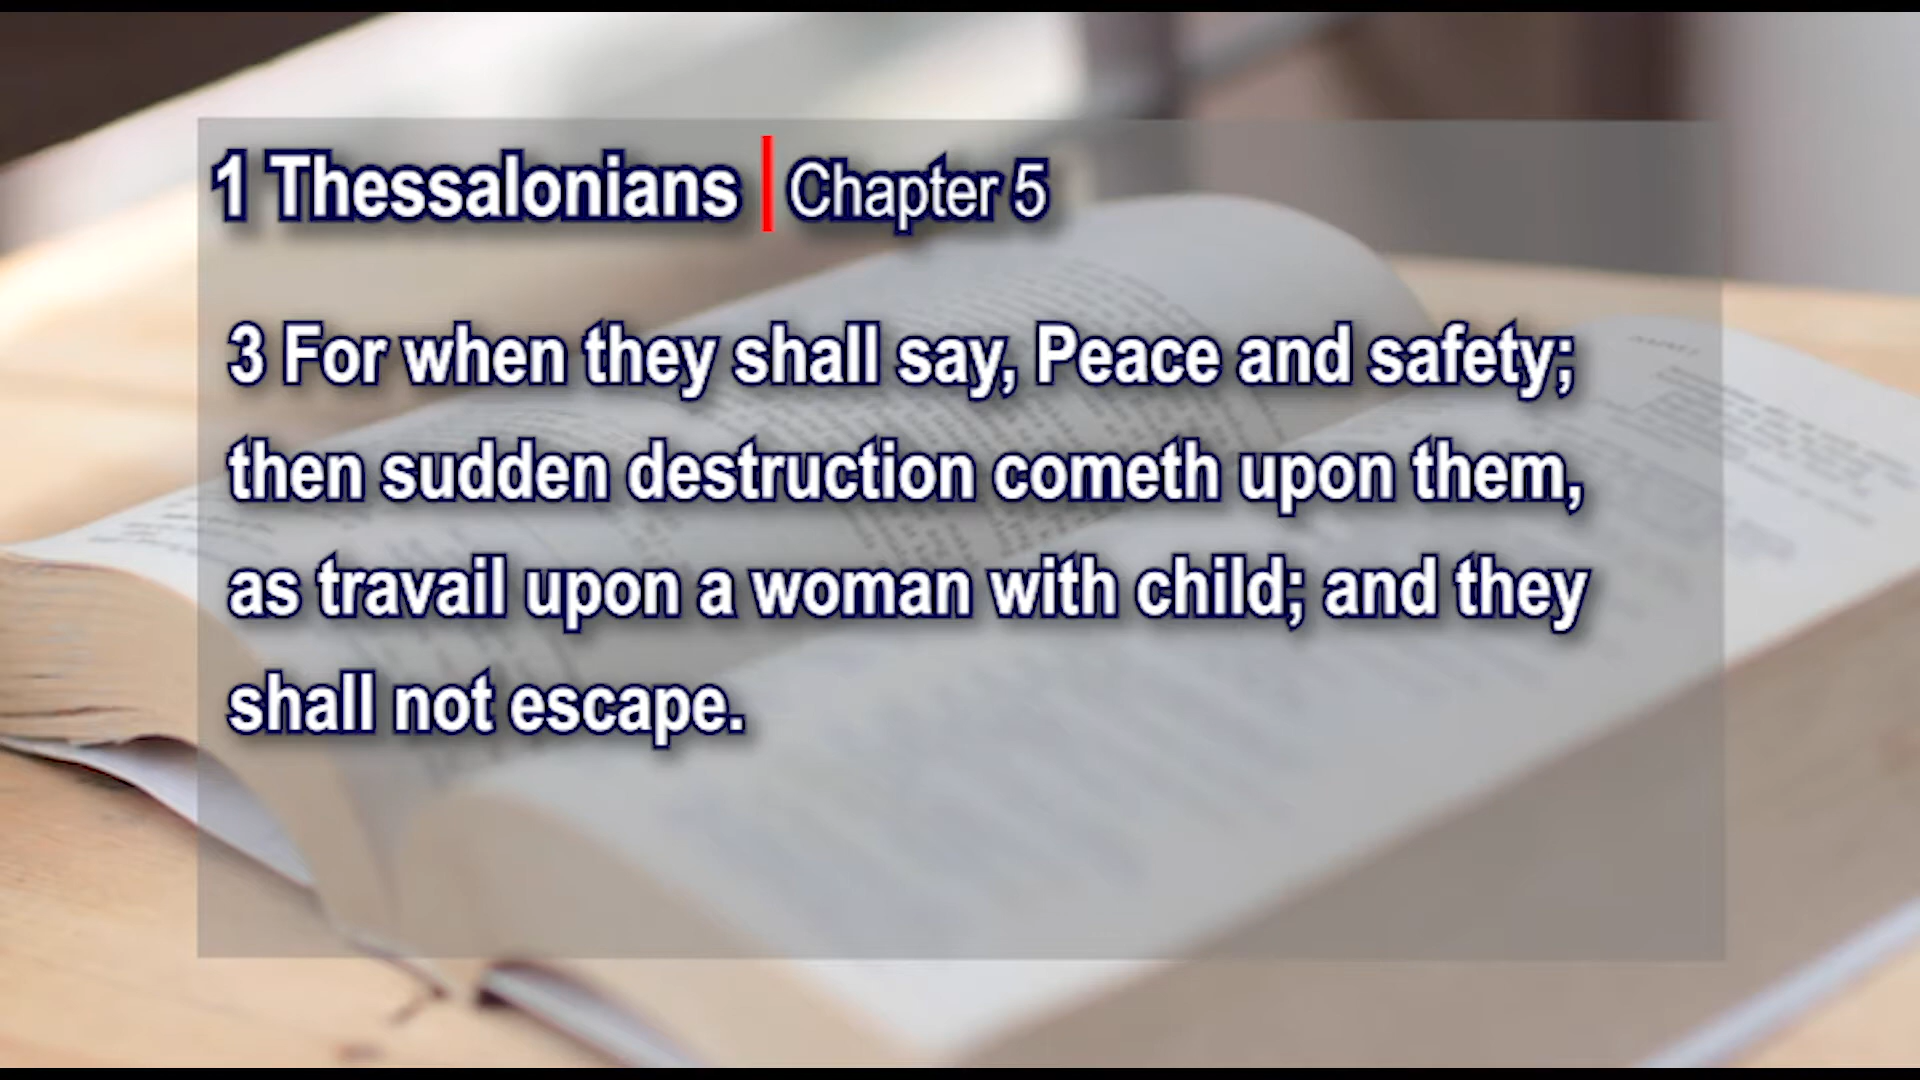 1 Thessalonians | Chapter 5
3 For when they shall say, Peace and safety;
then sudden destruction cometh upon them,
as travail upon a woman with child; and they
shall not escape.